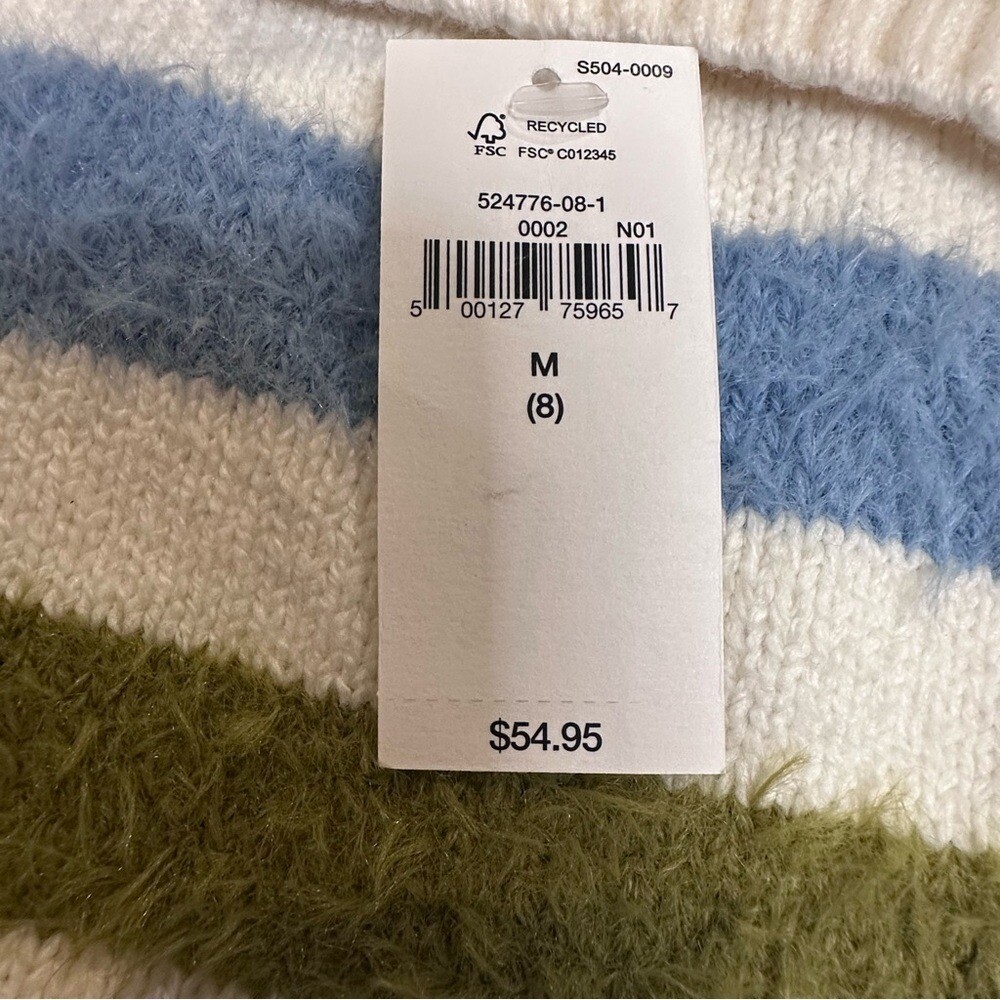 S504-0009
RECYCLED
FSC FSC® C012345
524776-08-1
0002 N01
5 00127 75965 7
M
(8)
$54.95